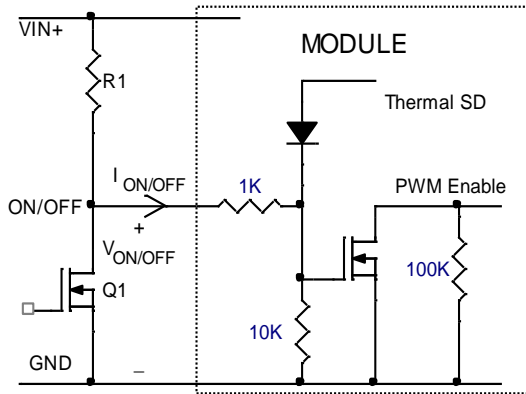 VIN+
MODULE
R1
Thermal SD
I ON/OFF
1K
PWM Enable
ON/OFF
+
V ON/OFF
100K
Q1
10K
GND
_